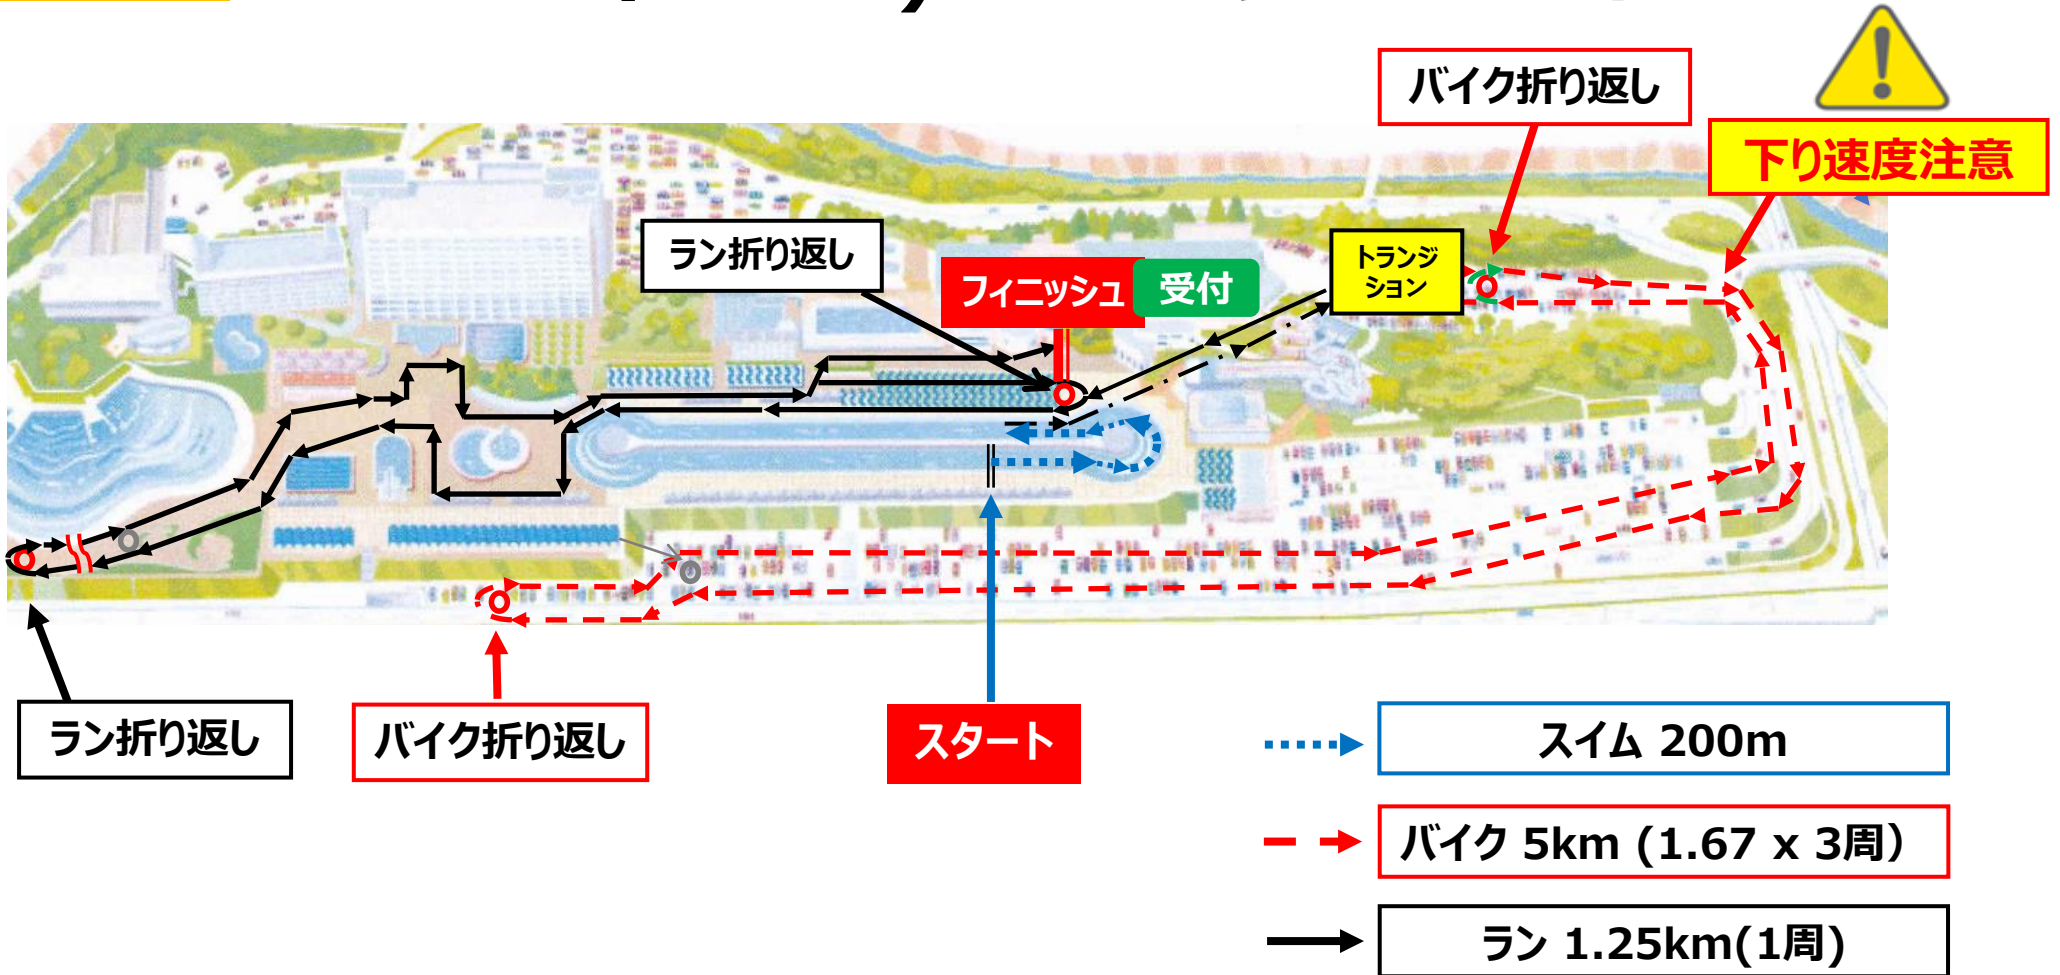 バイク折り返し
下り速度注意
ラン折り返し
フィニッシュ
受付
トランジ
ション
ラン折り返し
バイク折り返し
スタート
スイム 200m
バイク 5km (1.67 x 3周）
ラン 1.25km(1周)